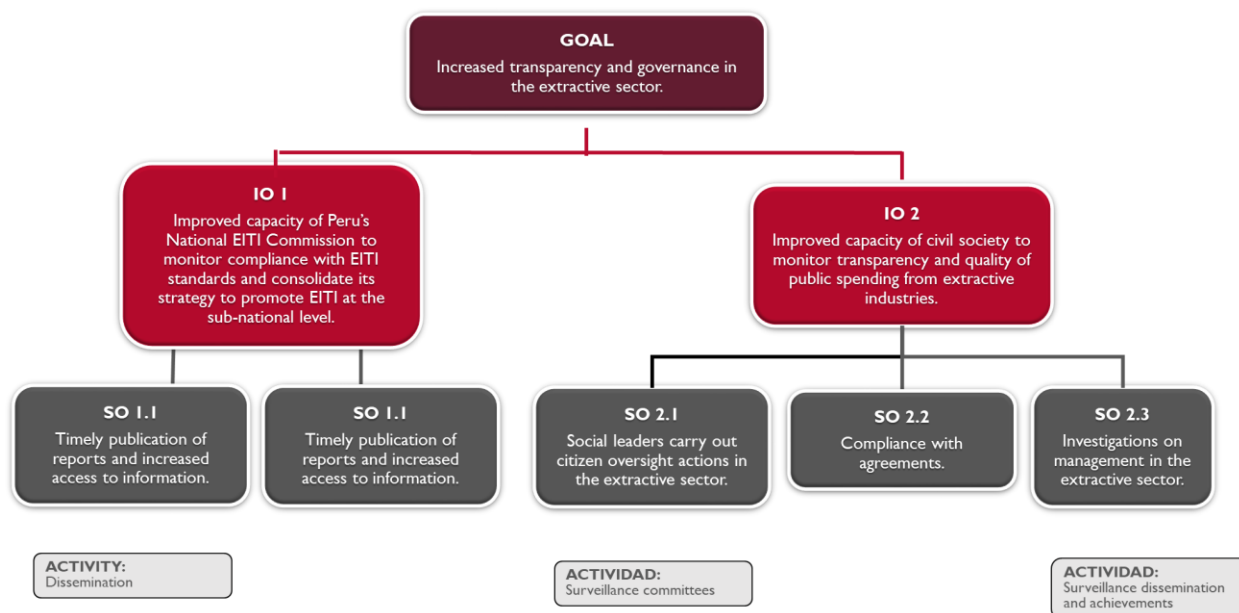 GOAL
Increased transparency and governance in
the extractive sector.
IO 1
Improved capacity of Peru’s
National EITI Commission to
monitor compliance with EITI
standards and consolidate its
strategy to promote EITI at the
sub-national level.
IO 2
Improved capacity of civil society to
monitor transparency and quality of
public spending from extractive
industries.
SO 1.1
Timely publication of
reports and increased
access to information.
SO 1.1
Timely publication of
reports and increased
access to information.
SO 2.1
Social leaders carry out
citizen oversight actions in
the extractive sector.
SO 2.2
Compliance with
agreements.
SO 2.3
Investigations on
management in the
extractive sector.
ACTIVITY:
Dissemination
ACTIVIDAD:
Surveillance committees
ACTIVIDAD:
Surveillance dissemination
and achievements